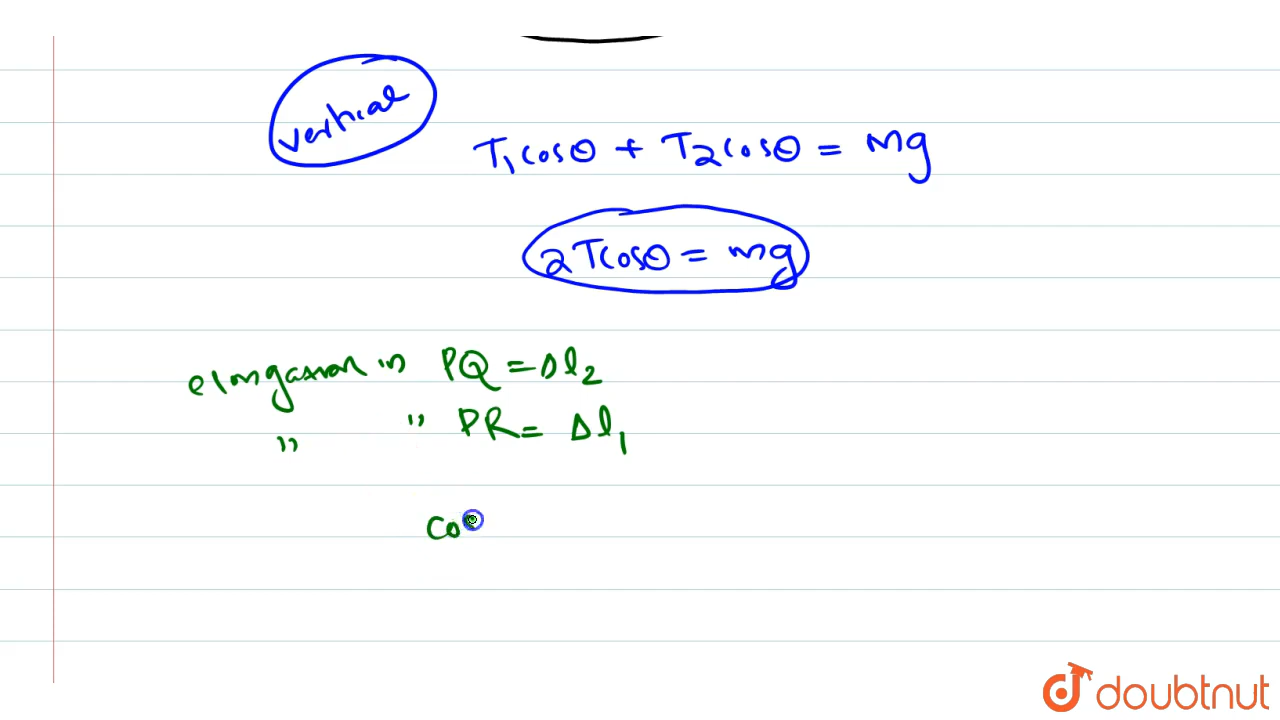 vertical
T₁cosθ + T₂cosθ = mg
2Tcosθ = mg
elongation in PQ = Δl₂
" " PR = Δl₁
Co
doubtnut